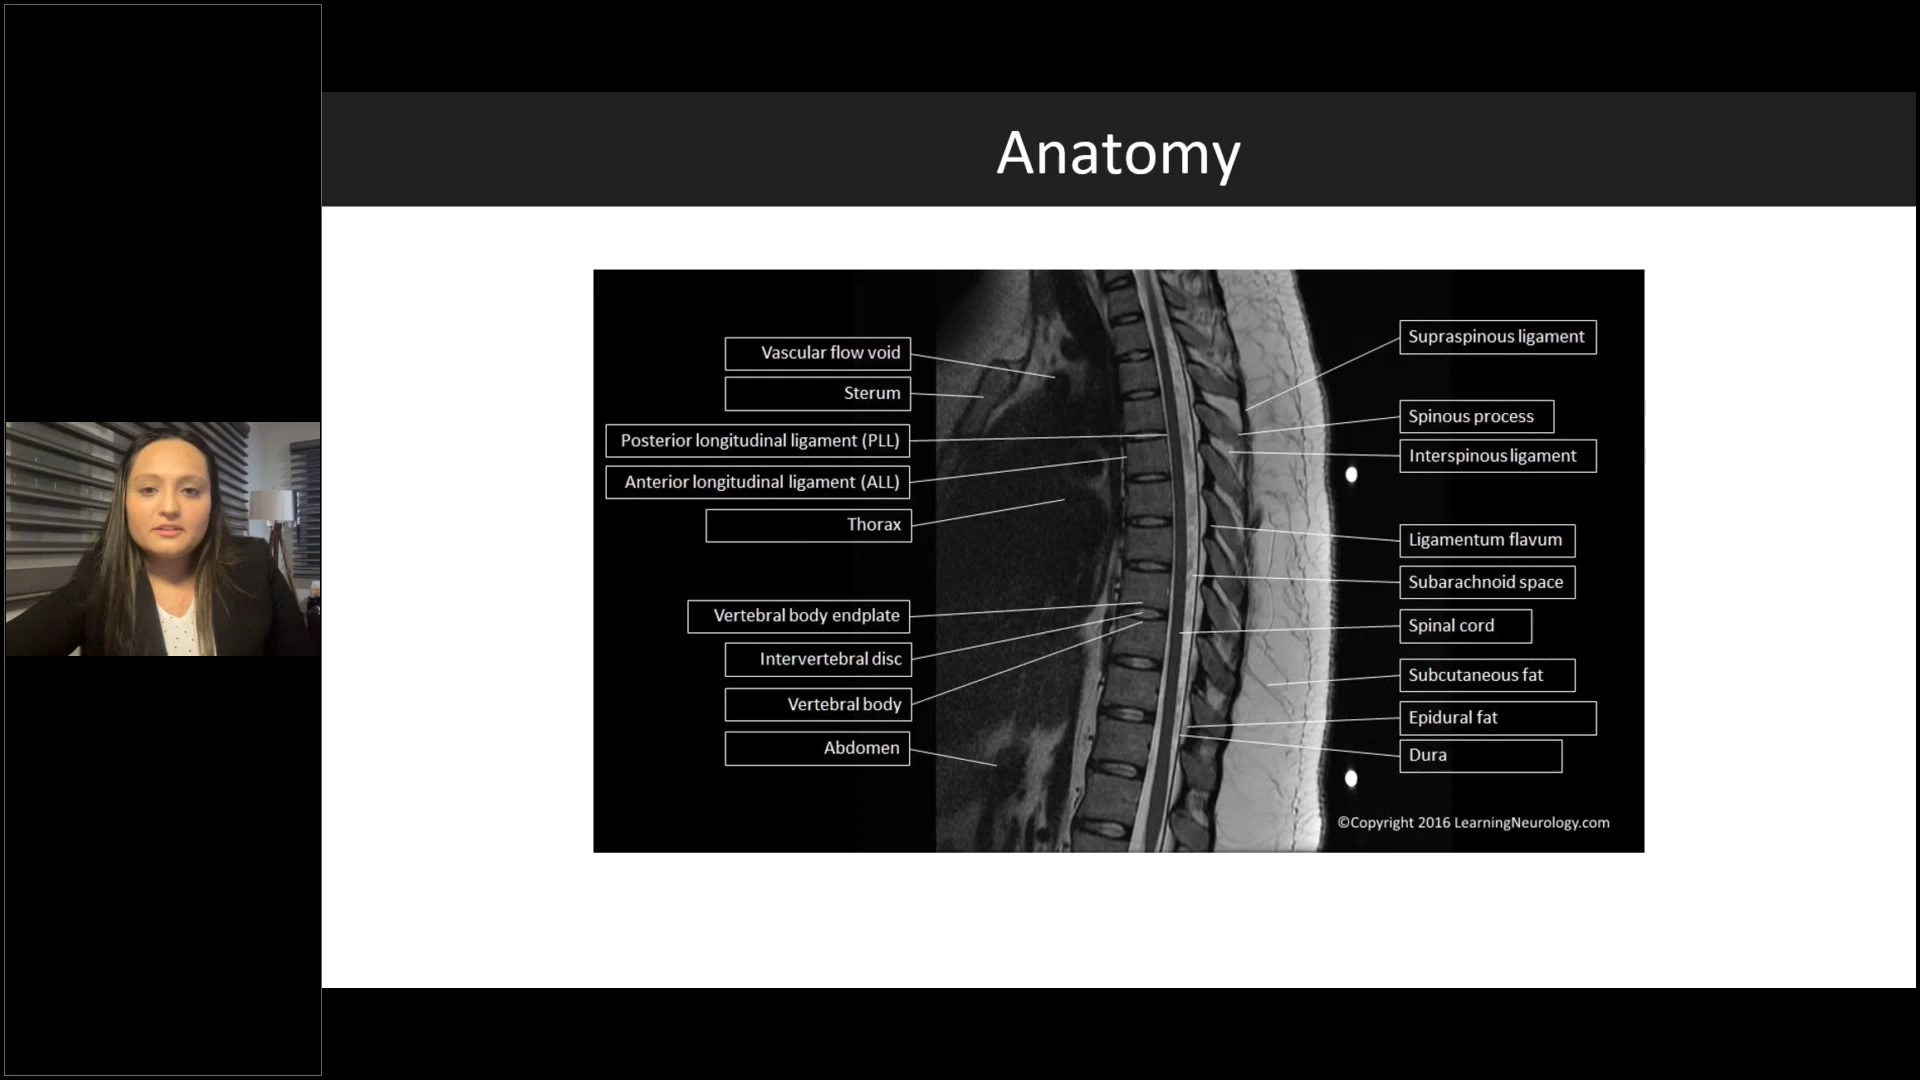 Anatomy
Vascular flow void
Sterum
Posterior longitudinal ligament (PLL)
Anterior longitudinal ligament (ALL)
Thorax
Vertebral body endplate
Intervertebral disc
Vertebral body
Abdomen
Supraspinous ligament
Spinous process
Interspinous ligament
Ligamentum flavum
Subarachnoid space
Spinal cord
Subcutaneous fat
Epidural fat
Dura
©Copyright 2016 LearningNeurology.com